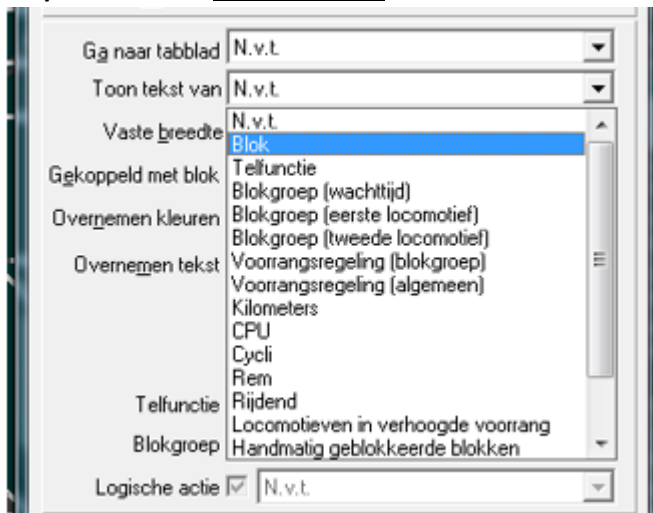 Ga naar tabblad N.v.t.
Toon tekst van N.v.t.
Vaste breedte
Gekoppeld met blok
Overnemen kleuren
Overnemen tekst
Telfunctie
Blokgroep
N.v.t.
Blok
Telfunctie
Blokgroep (wachttijd)
Blokgroep (eerste locomotief)
Blokgroep (tweede locomotief)
Voorrangsregeling (blokgroep)
Voorrangsregeling (algemeen)
Kilometers
CPU
Cycli
Rem
Rijdend
Locomotieven in verhoogde voorrang
Handmatig geblokkeerde blokken
Logische actie N.v.t.